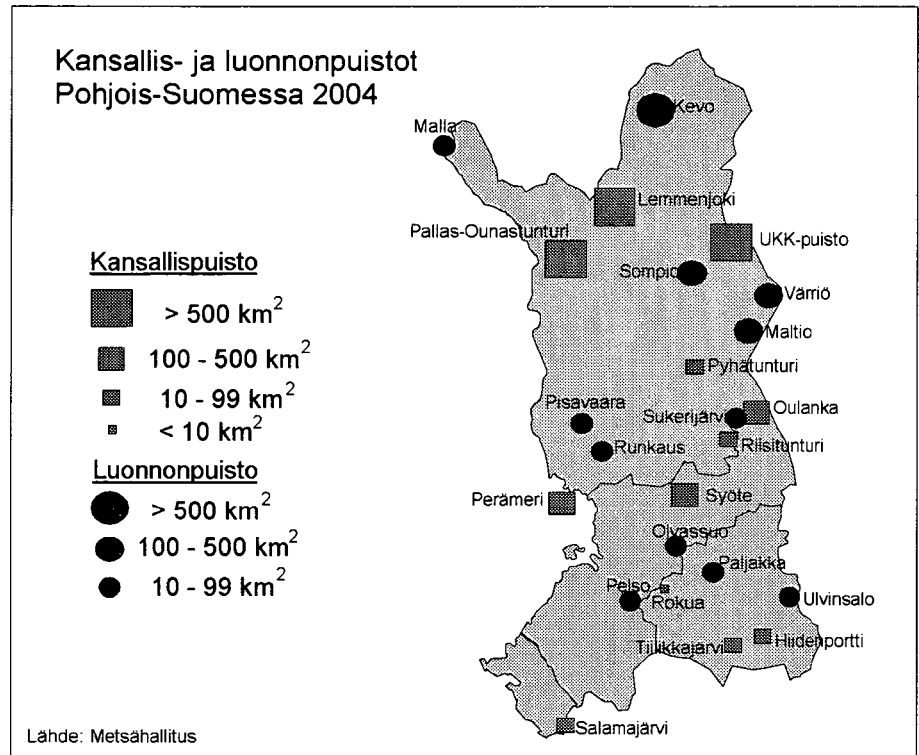 Kansallis- ja luonnonpuistot
Pohjois-Suomessa 2004
Kevo
Malla
Lemmenjoki
Pallas-Ounastunturi
UKK-puisto
Sompio
Värriö
Maltio
Pyhätunturi
Pisavaara
Sukerijärvi
Oulanka
Runkaus
Riisitunturi
Perämeri
Syöte
Olvassuo
Paljakka
Pelso
Rokua
Ulvinsalo
Tiilikkajärvi
Hiidenportti
Salamajärvi
Kansallispuisto
> 500 km²
100 - 500 km²
10 - 99 km²
< 10 km²
Luonnonpuisto
> 500 km²
100 - 500 km²
10 - 99 km²
Lähde: Metsähallitus